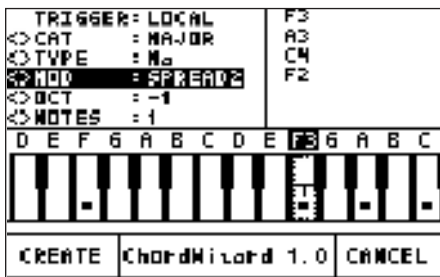 TRIGGER: LOCAL
<>CAT : MAJOR
<>TYPE : Ma
<>MOD : SPREAD2
<>OCT : -1
<>NOTES : 1
F3
A3
C4
F2
D E F G A B C D E F3 G A B C
CREATE ChordWizard 1.0 CANCEL